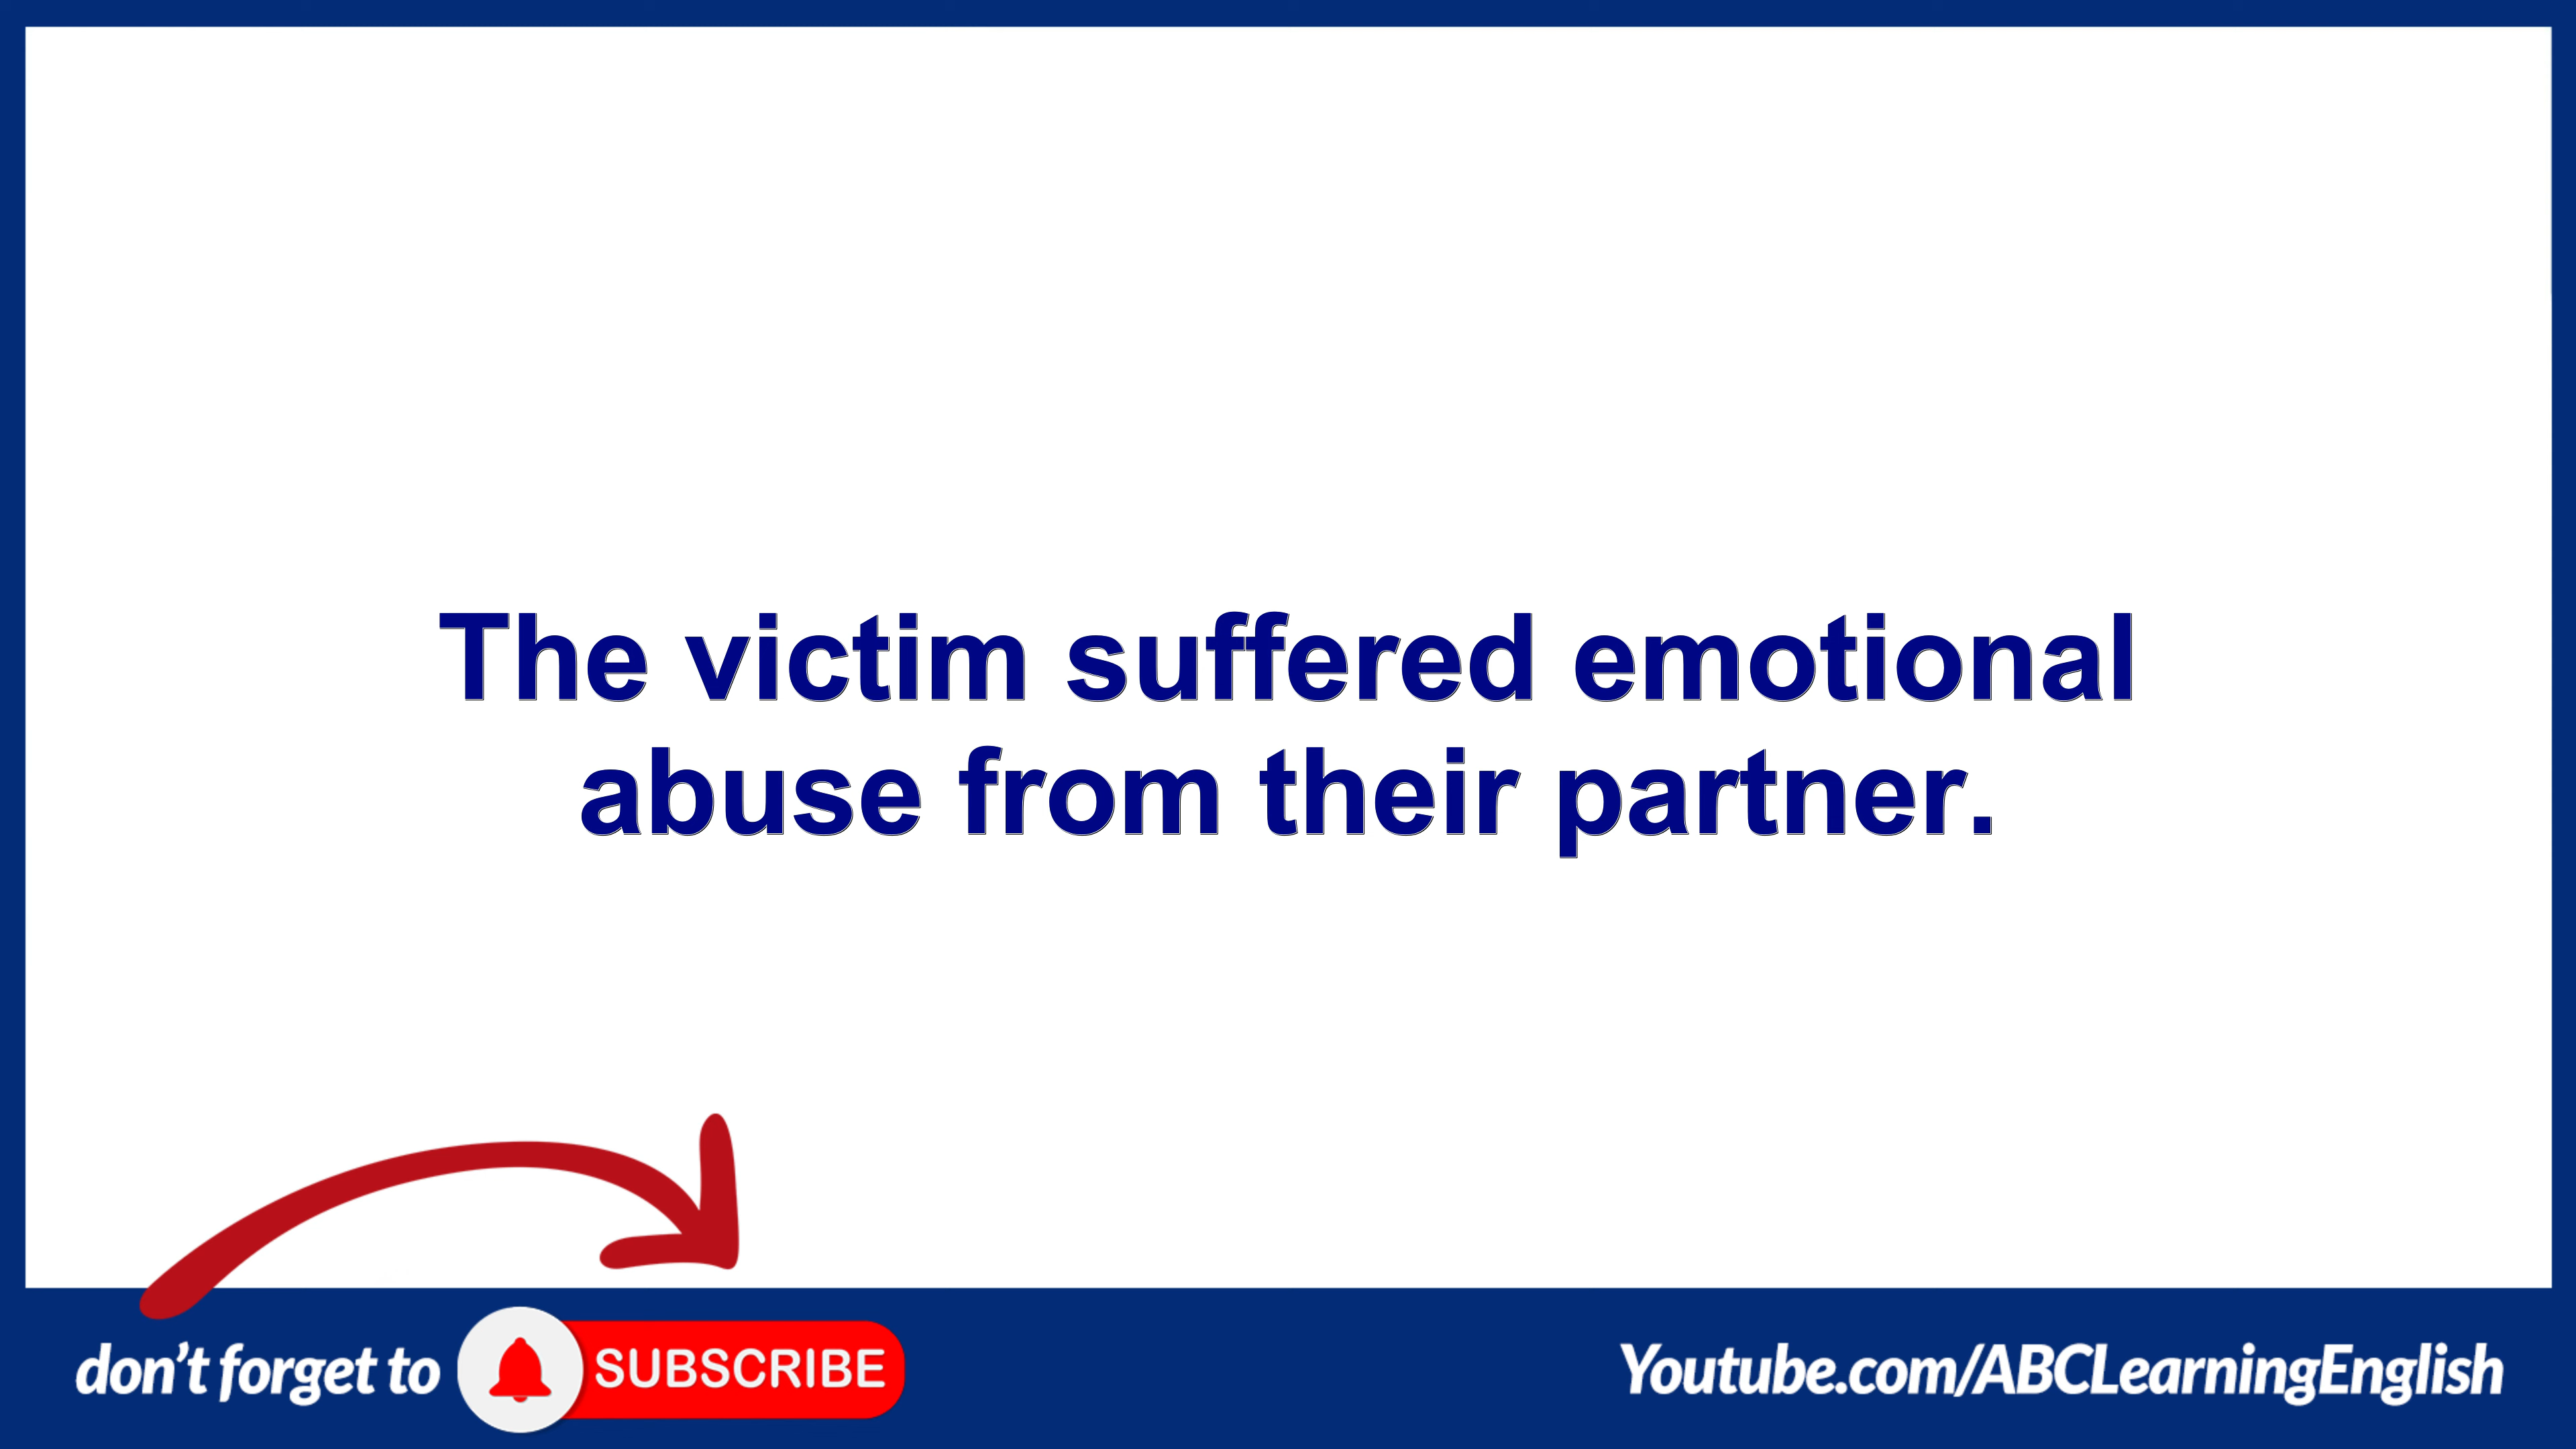 The victim suffered emotional
abuse from their partner.
don't forget to SUBSCRIBE
Youtube.com/ABCLearningEnglish